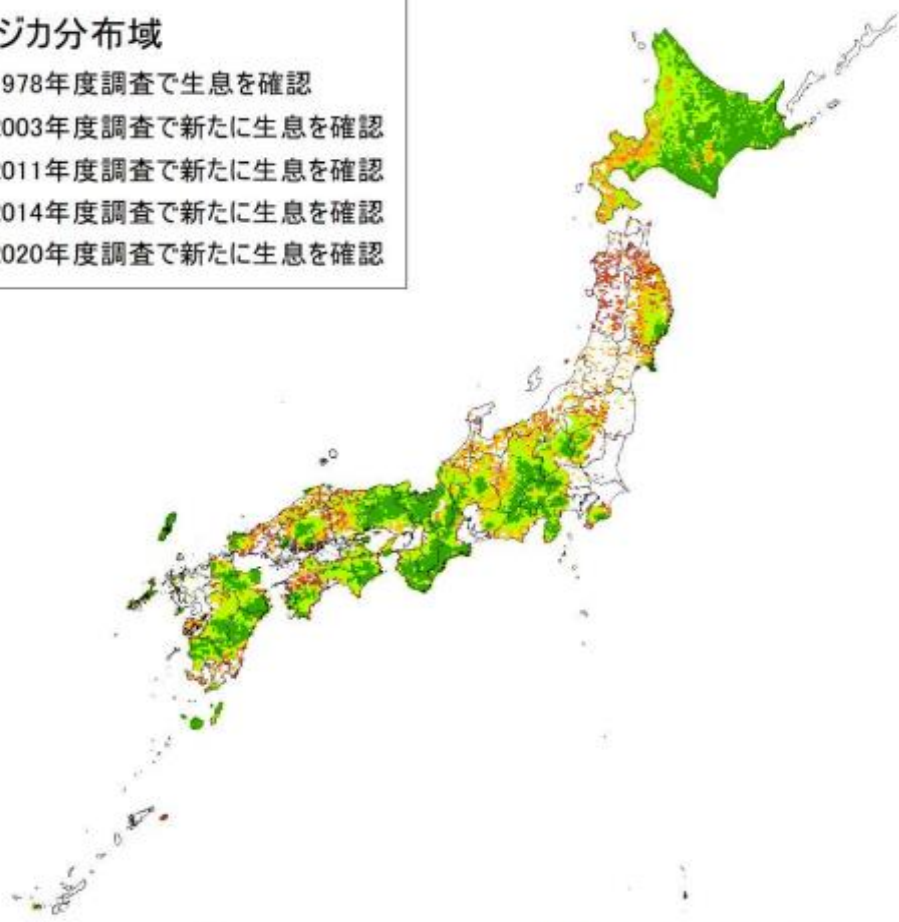 ジカ分布域
978年度調査で生息を確認
003年度調査で新たに生息を確認
011年度調査で新たに生息を確認
014年度調査で新たに生息を確認
020年度調査で新たに生息を確認